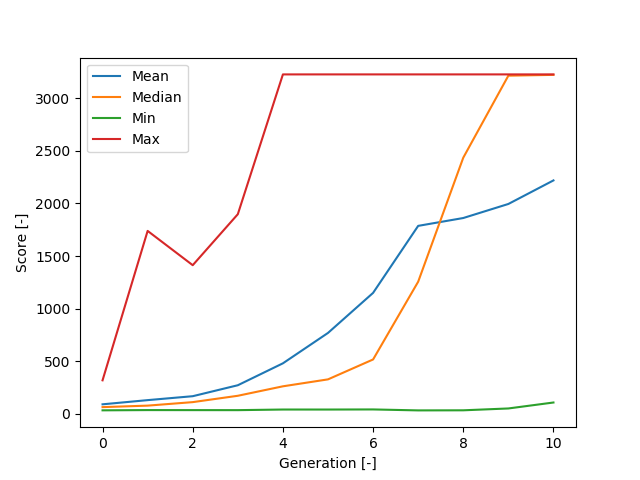 Mean
Median
Min
Max
3000
2500
2000
1500
1000
500
0
Score [-]
0 2 4 6 8 10
Generation [-]